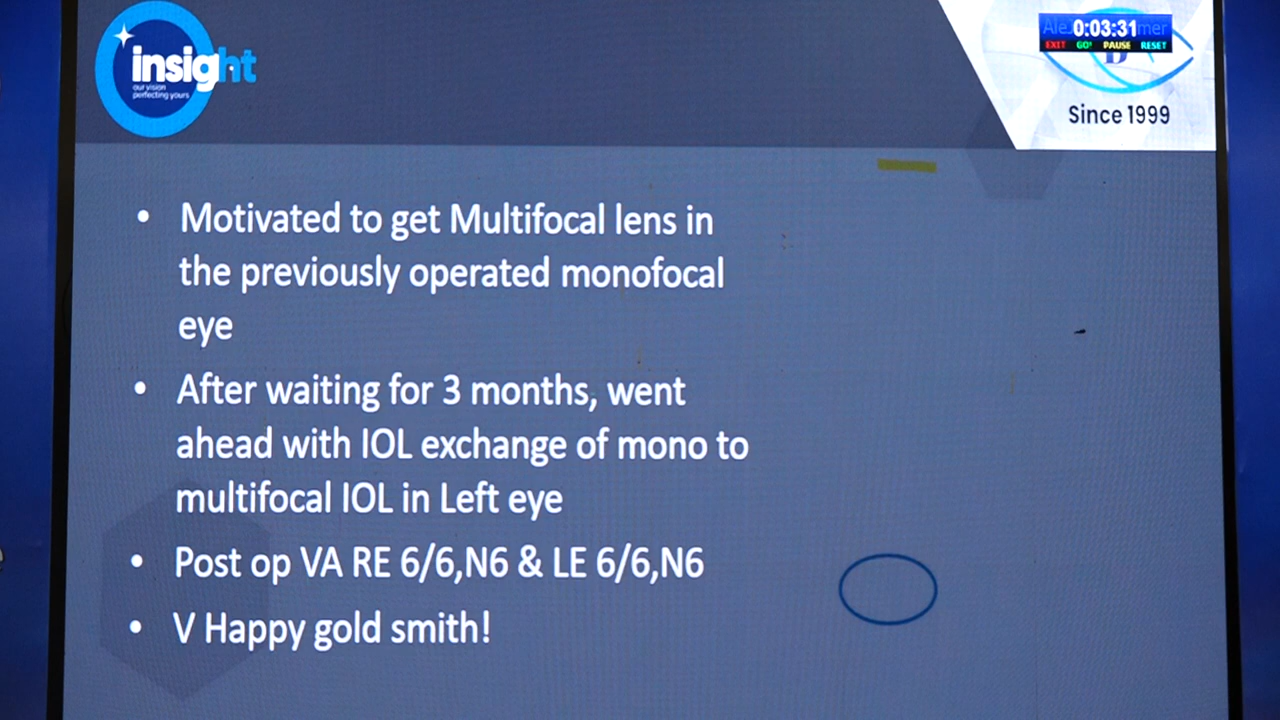 insight
our vision
perfecting yours
0:03:31
EXIT GO! PAUSE RESET
Since 1999
• Motivated to get Multifocal lens in
the previously operated monofocal
eye
• After waiting for 3 months, went
ahead with IOL exchange of mono to
multifocal IOL in Left eye
• Post op VA RE 6/6,N6 & LE 6/6,N6
• V Happy gold smith!